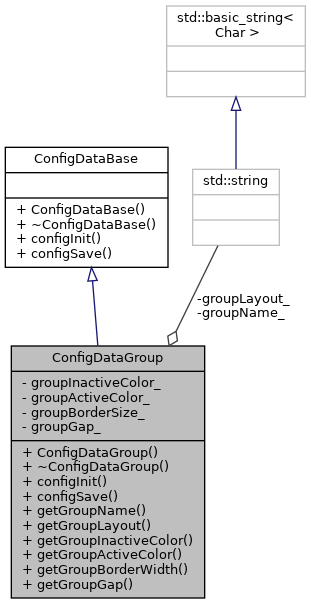 std::basic_string<
Char >
ConfigDataBase
+ ConfigDataBase()
+ ~ConfigDataBase()
+ configInit()
+ configSave()
std::string
-groupLayout_
-groupName_
ConfigDataGroup
- groupInactiveColor_
- groupActiveColor_
- groupBorderSize_
- groupGap_
+ ConfigDataGroup()
+ ~ConfigDataGroup()
+ configInit()
+ configSave()
+ getGroupName()
+ getGroupLayout()
+ getGroupInactiveColor()
+ getGroupActiveColor()
+ getGroupBorderWidth()
+ getGroupGap()